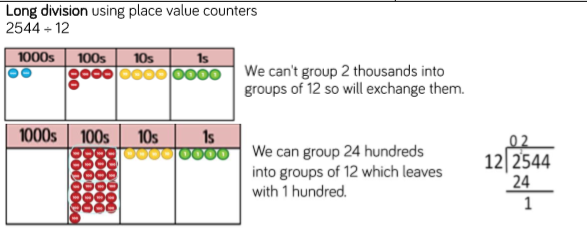 Long division using place value counters
2544 ÷ 12
1000s 100s 10s 1s
We can't group 2 thousands into
groups of 12 so will exchange them.
1000s 100s 10s 1s
We can group 24 hundreds
into groups of 12 which leaves
with 1 hundred.
02
12 2544
24
1